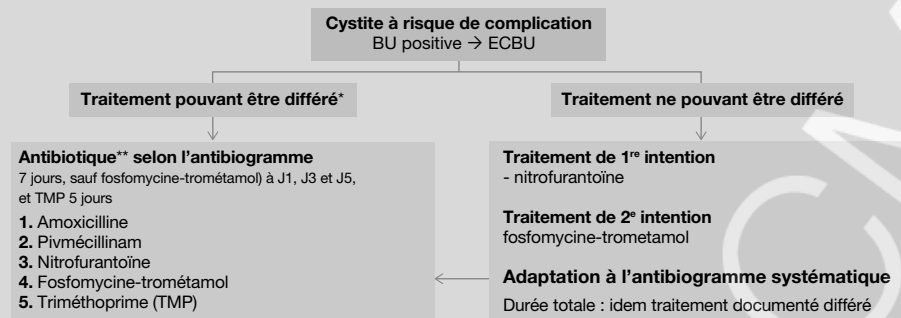 Cystite à risque de complication
BU positive → ECBU
Traitement pouvant être différé*
Traitement ne pouvant être différé
Antibiotique** selon l'antibiogramme
7 jours, sauf fosfomycine-trométamol) à J1, J3 et J5,
et TMP 5 jours
1. Amoxicilline
2. Pivmécillinam
3. Nitrofurantoïne
4. Fosfomycine-trométamol
5. Triméthoprime (TMP)
Traitement de 1re intention
- nitrofurantoïne
Traitement de 2e intention
fosfomycine-trometamol
Adaptation à l'antibiogramme systématique
Durée totale : idem traitement documenté différé